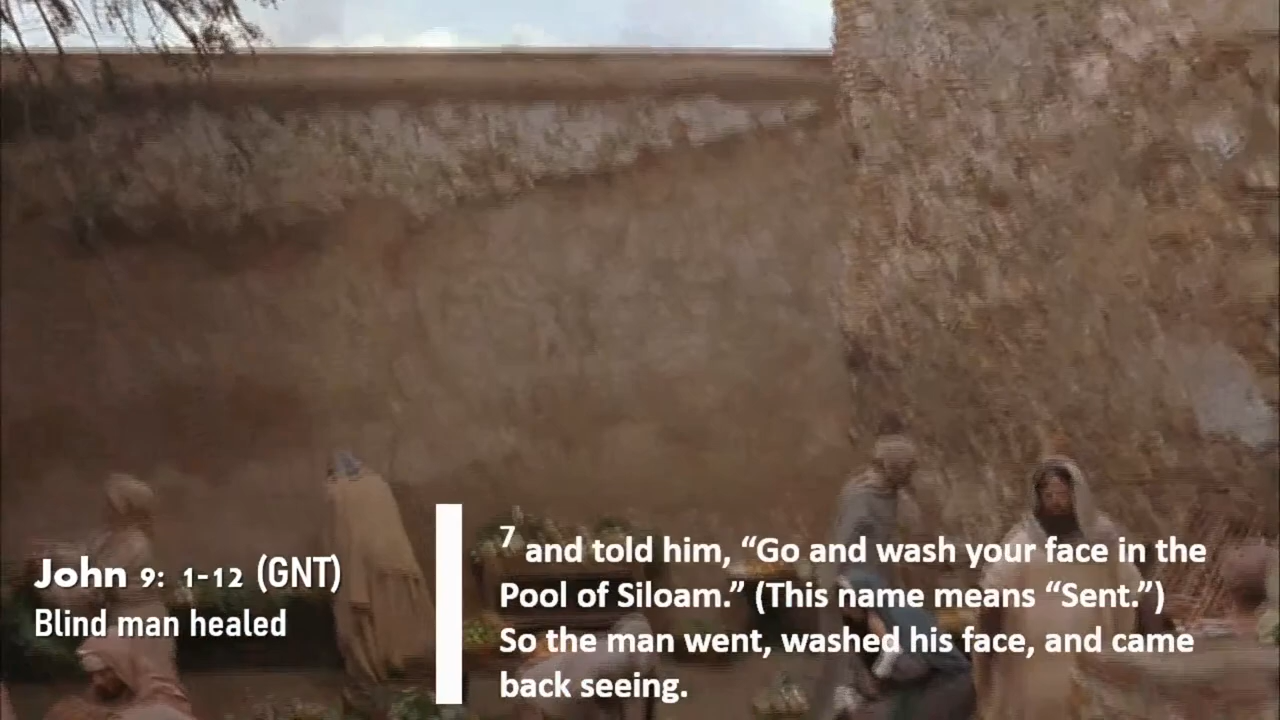 John 9: 1-12 (GNT)
Blind man healed
7 and told him, “Go and wash your face in the
Pool of Siloam.” (This name means “Sent.”)
So the man went, washed his face, and came
back seeing.